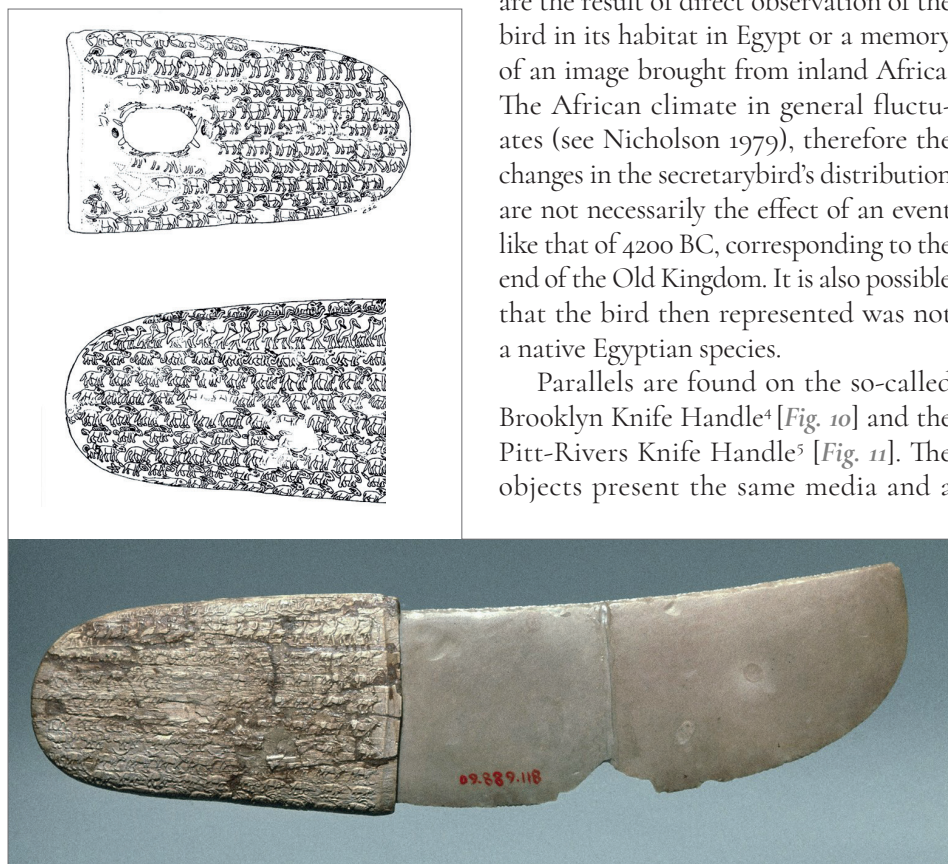 are the result of direct observation of the
bird in its habitat in Egypt or a memory
of an image brought from inland Africa
The African climate in general fluctu-
ates (see Nicholson 1979), therefore the
changes in the secretarybird's distribution
are not necessarily the effect of an event
like that of 4200 BC, corresponding to the
end of the Old Kingdom. It is also possible
that the bird then represented was not
a native Egyptian species.
Parallels are found on the so-called
Brooklyn Knife Handle⁴ [Fig. 10] and the
Pitt-Rivers Knife Handle⁵ [Fig. 11]. The
objects present the same media and a
09.889.118